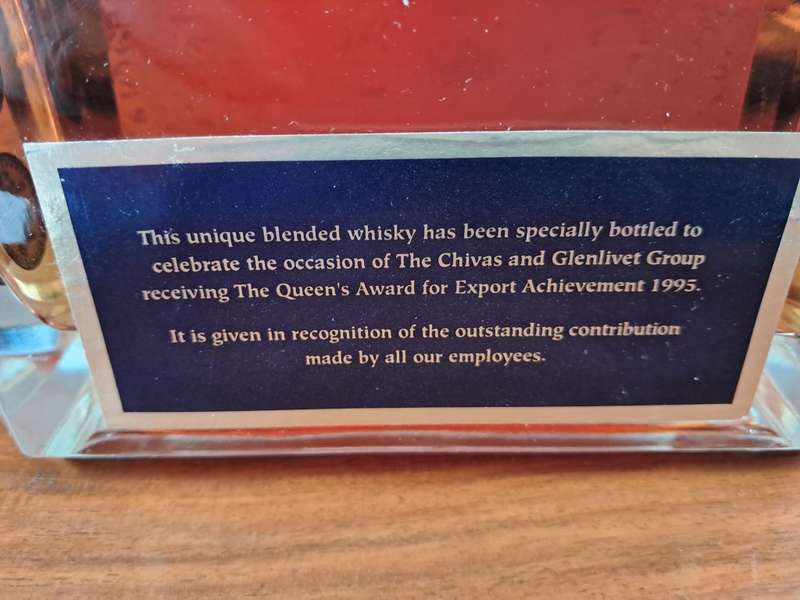 This unique blended whisky has been specially bottled to
celebrate the occasion of The Chivas and Glenlivet Group
receiving The Queen's Award for Export Achievement 1995.
It is given in recognition of the outstanding contribution
made by all our employees.